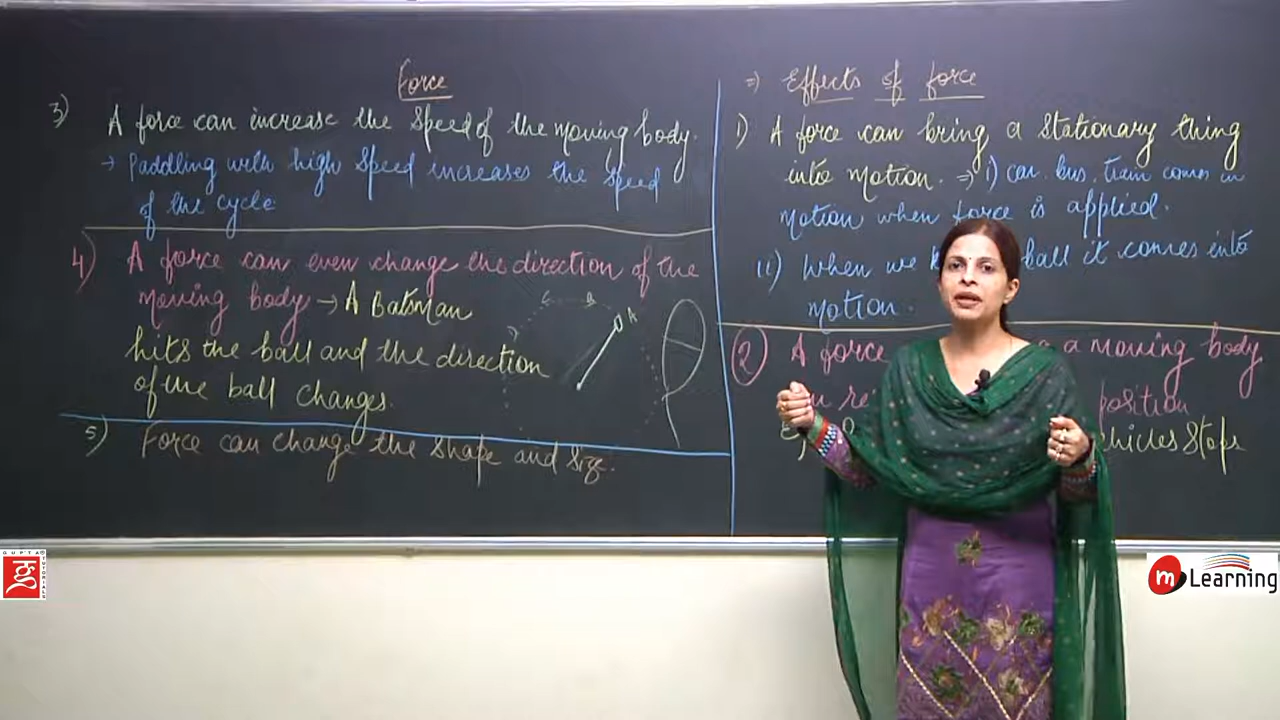 Force
3) A force can increase the speed of the moving body.
→ Paddling with high speed increases the speed
of the cycle
4) A force can even change the direction of the
moving body → A Batsman
hits the ball and the direction
of the ball changes.
A
B
C
D
5) Force can change the shape and size.
⇒ Effects of force
1) A force can bring a stationary thing
into motion. ⇒ i) car, bus, train comes in
motion when force is applied.
ii) when we ball it comes into
motion.
2) A force a moving body
position
vehicles stops
GUPTA TUTORIALS
m Learning